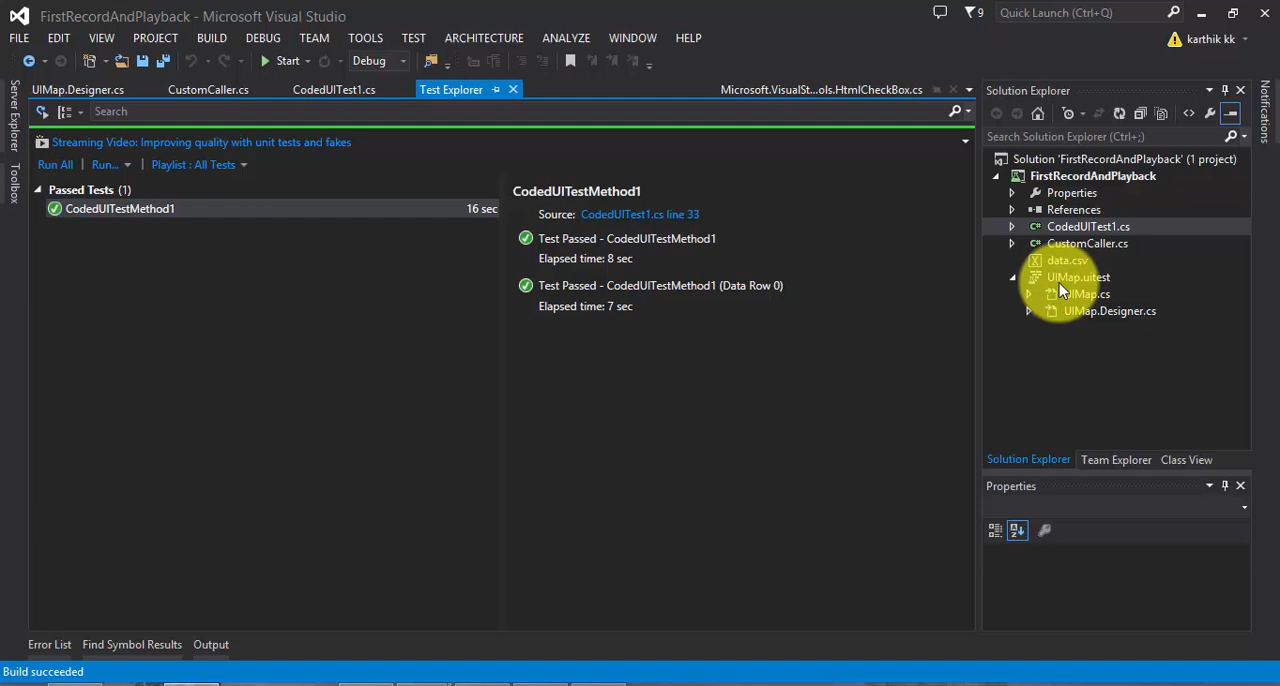 FirstRecordAndPlayback - Microsoft Visual Studio
9
Quick Launch (Ctrl+Q)
FILE EDIT VIEW PROJECT BUILD DEBUG TEAM TOOLS TEST ARCHITECTURE ANALYZE WINDOW HELP
karthik kk
Start Debug
Server Explorer
Toolbox
UIMap.Designer.cs CustomCaller.cs CodedUITest1.cs Test Explorer Microsoft.VisualSt...ols.HtmlCheckBox.cs
Search
Streaming Video: Improving quality with unit tests and fakes
Run All | Run... | Playlist : All Tests
Passed Tests (1)
CodedUITestMethod1 16 sec
CodedUITestMethod1
Source: CodedUITest1.cs line 33
Test Passed - CodedUITestMethod1
Elapsed time: 8 sec
Test Passed - CodedUITestMethod1 (Data Row 0)
Elapsed time: 7 sec
Solution Explorer
Search Solution Explorer (Ctrl+;)
Solution 'FirstRecordAndPlayback' (1 project)
FirstRecordAndPlayback
Properties
References
CodedUITest1.cs
CustomCaller.cs
data.csv
UIMap.uitest
UIMap.cs
UIMap.Designer.cs
Solution Explorer Team Explorer Class View
Properties
Notifications
Error List Find Symbol Results Output
Build succeeded